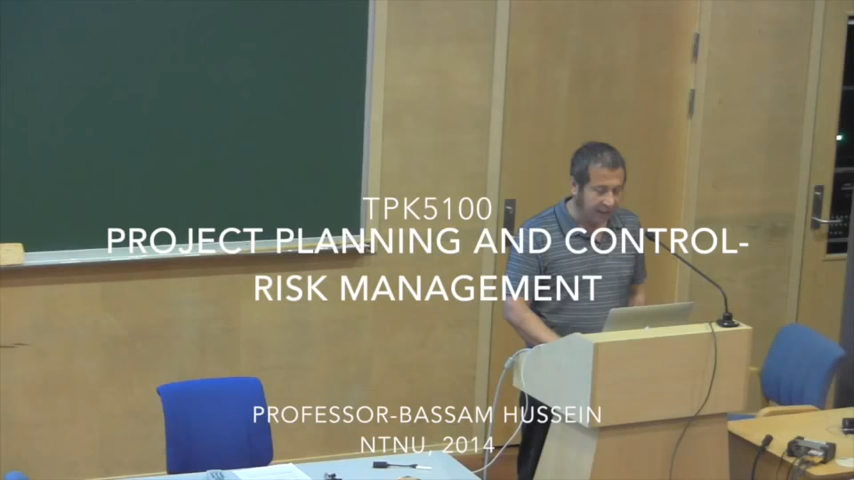 TPK5100
PROJECT PLANNING AND CONTROL-
RISK MANAGEMENT
PROFESSOR-BASSAM HUSSEIN
NTNU, 2014